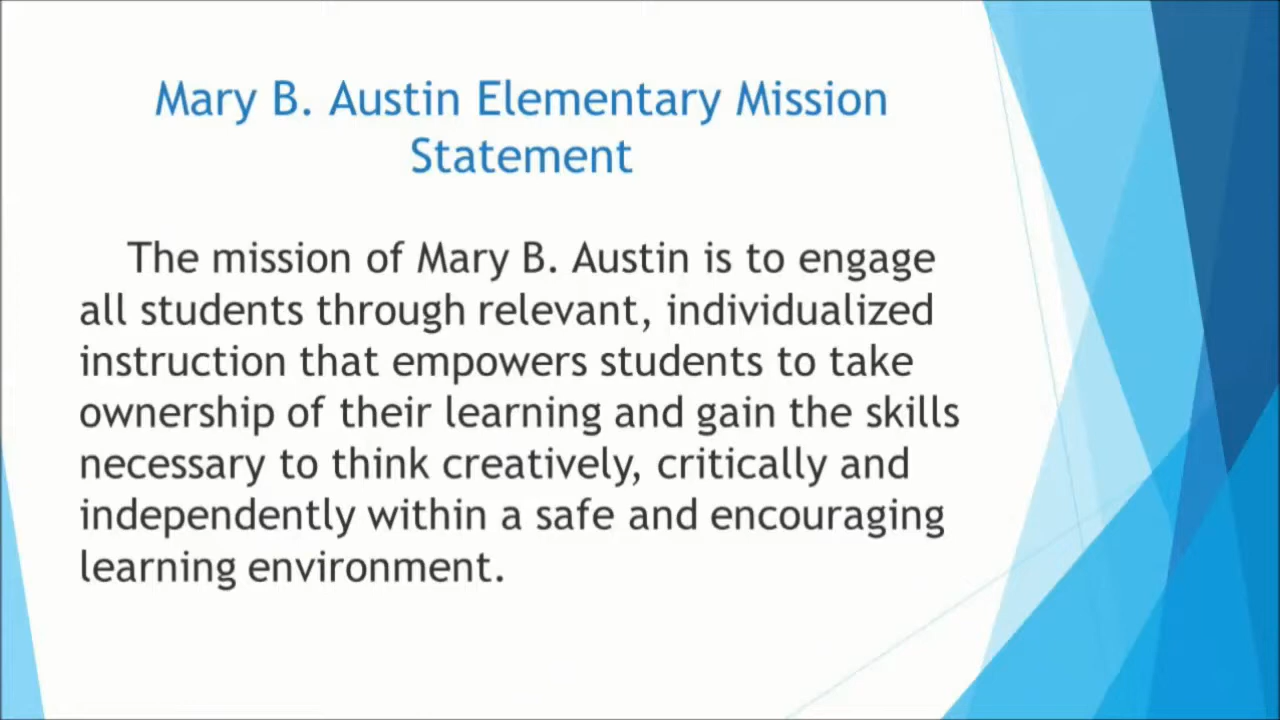 Mary B. Austin Elementary Mission
Statement
The mission of Mary B. Austin is to engage
all students through relevant, individualized
instruction that empowers students to take
ownership of their learning and gain the skills
necessary to think creatively, critically and
independently within a safe and encouraging
learning environment.